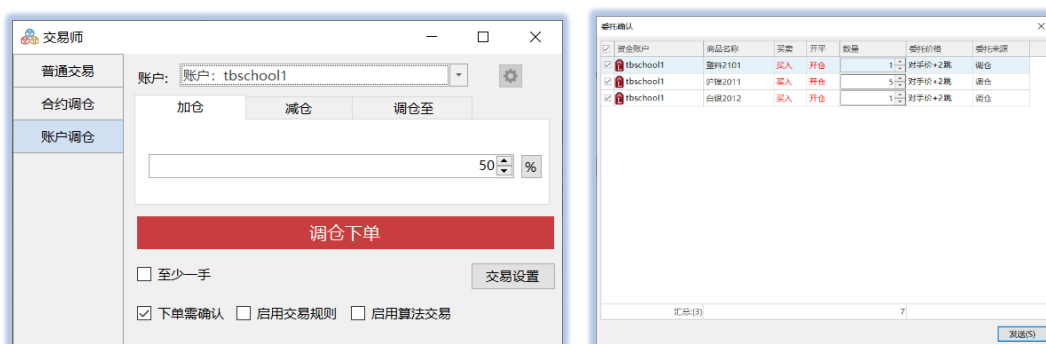 交易师
普通交易
合约调仓
账户调仓
账户: 账户: tbschool1
加仓 减仓 调仓至
50 %
调仓下单
至少一手
交易设置
下单需确认 启用交易规则 启用算法交易
委托确认
资金账户 商品名称 买卖 开平 数量 委托价格 委托来源
tbschool1 塑料2101 买入 开仓 1 对手价+2跳 调仓
tbschool1 沪镍2011 买入 开仓 5 对手价+2跳 调仓
tbschool1 白银2012 买入 开仓 1 对手价+2跳 调仓
汇总:(3) 7
发送(S)